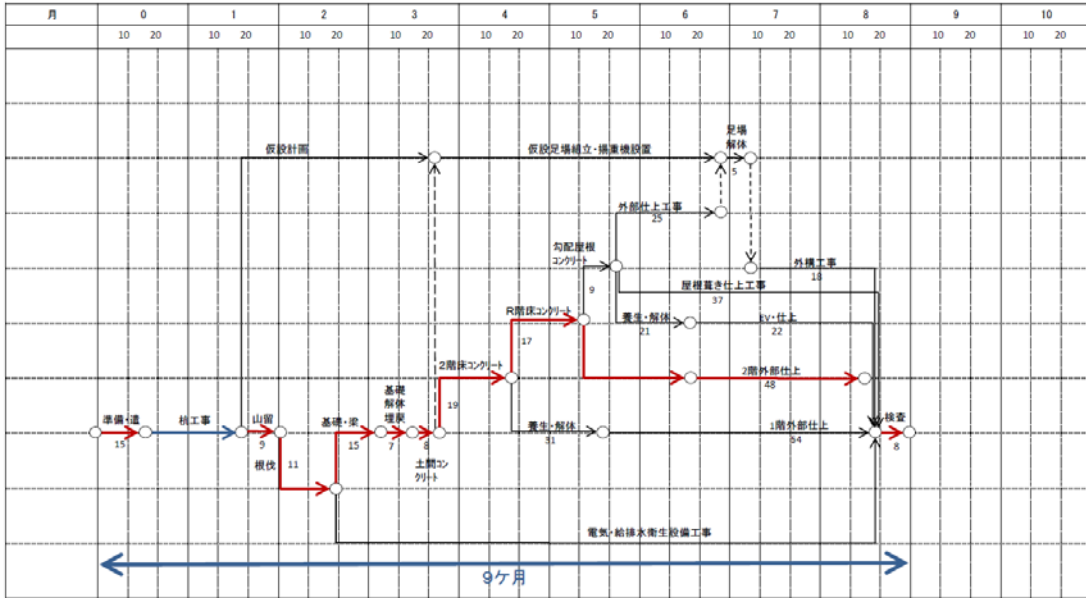 月 0 1 2 3 4 5 6 7 8 9 10
10 20 10 20 10 20 10 20 10 20 10 20 10 20 10 20 10 20 10 20 10 20
足場
解体
仮設計画
仮設足場組立・揚重機設置
5
外部仕上工事
25
勾配屋根
コンクリート
外構工事
18
屋根葺き仕上工事
37
9
R階床コンクリート
養生・解体
21
EV・仕上
22
17
2階床コンクリート
2階外部仕上
48
基礎
解体
埋戻
19
準備・遣
15
杭工事
山留
9
基礎・梁
15
7
8
養生・解体
31
1階外部仕上
64
検査
8
根伐
11
土間コン
クリート
電気・給排水衛生設備工事
9ケ月